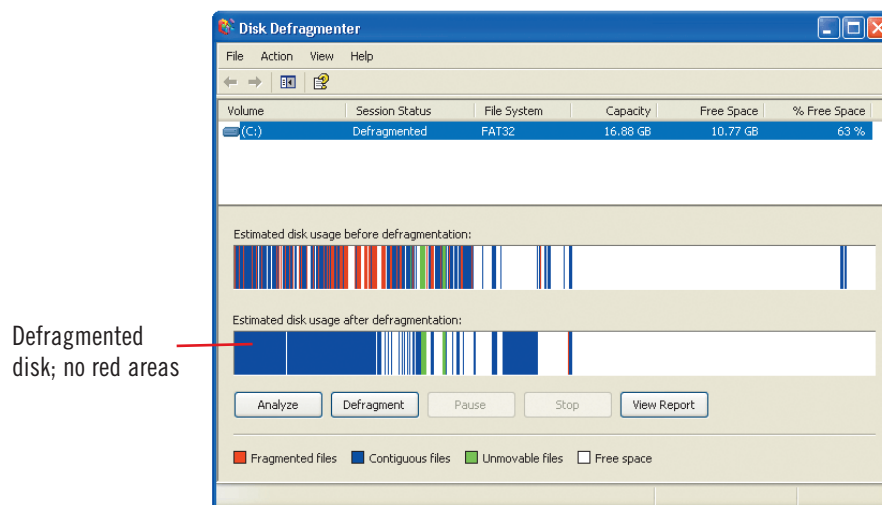 Disk Defragmenter
File Action View Help
Volume Session Status File System Capacity Free Space % Free Space
(C:) Defragmented FAT32 16.88 GB 10.77 GB 63 %
Estimated disk usage before defragmentation:
Estimated disk usage after defragmentation:
Defragmented
disk; no red areas
Analyze Defragment Pause Stop View Report
Fragmented files Contiguous files Unmovable files Free space